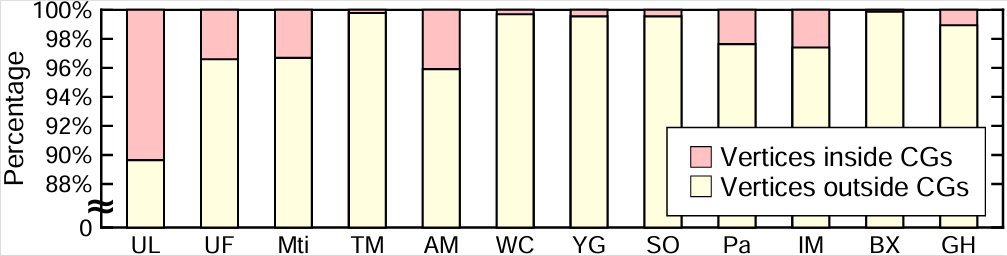 Percentage
100%
98%
96%
94%
92%
90%
88%
0
Vertices inside CGs
Vertices outside CGs
UL UF Mti TM AM WC YG SO Pa IM BX GH